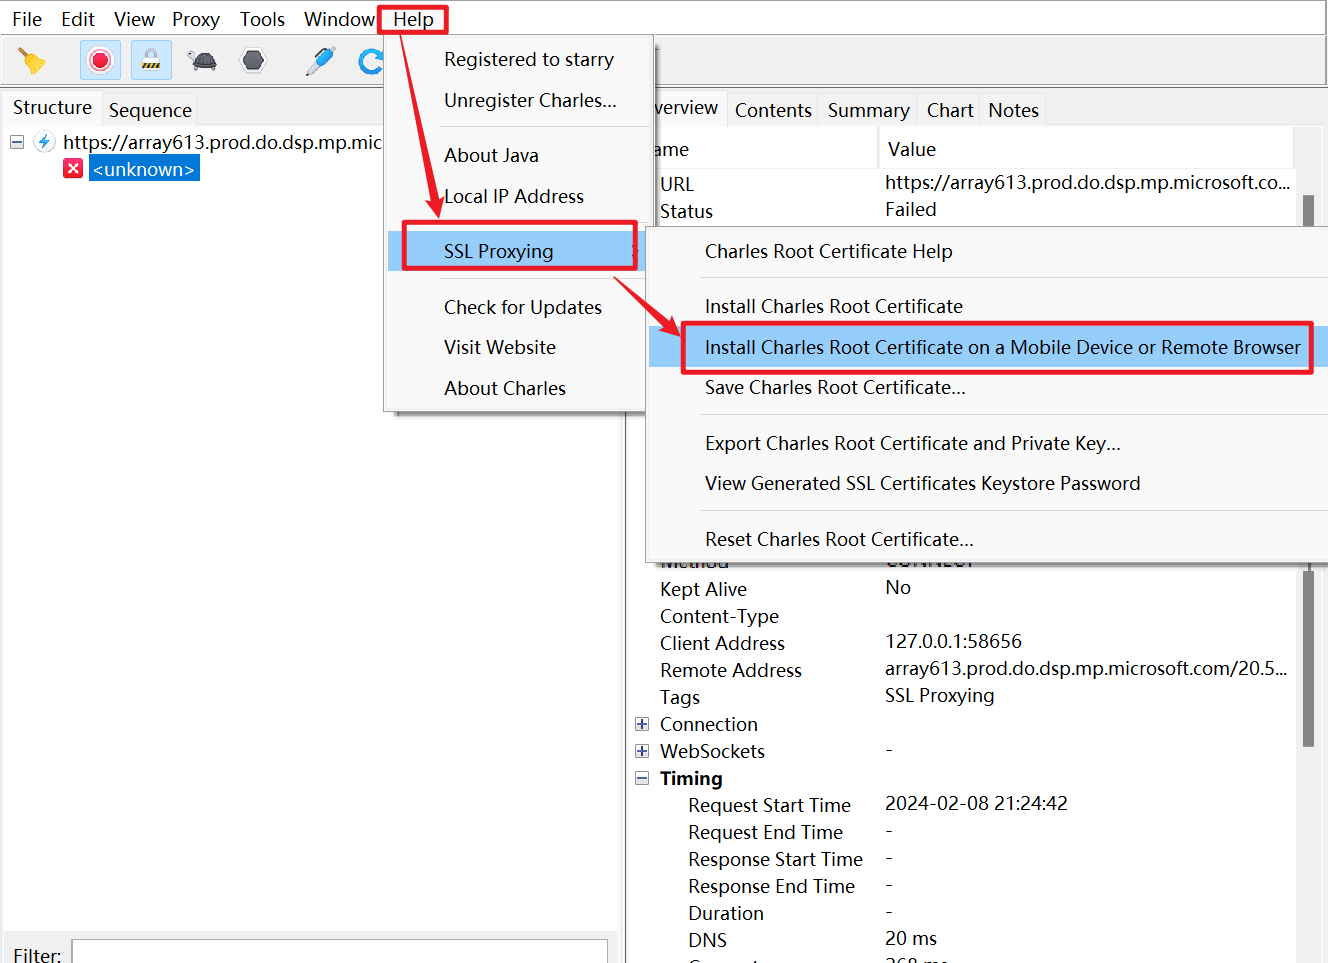 File Edit View Proxy Tools Window Help
Registered to starry
Unregister Charles...
About Java
Local IP Address
SSL Proxying
Check for Updates
Visit Website
About Charles
Charles Root Certificate Help
Install Charles Root Certificate
Install Charles Root Certificate on a Mobile Device or Remote Browser
Save Charles Root Certificate...
Export Charles Root Certificate and Private Key...
View Generated SSL Certificates Keystore Password
Reset Charles Root Certificate...
Structure Sequence
https://array613.prod.do.dsp.mp.mic
<unknown>
Filter:
verview Contents Summary Chart Notes
ame Value
URL https://array613.prod.do.dsp.mp.microsoft.co...
Status Failed
Method CONNECT
Kept Alive No
Content-Type
Client Address 127.0.0.1:58656
Remote Address array613.prod.do.dsp.mp.microsoft.com/20.5...
Tags SSL Proxying
Connection
WebSockets -
Timing
Request Start Time 2024-02-08 21:24:42
Request End Time -
Response Start Time -
Response End Time -
Duration -
DNS 20 ms